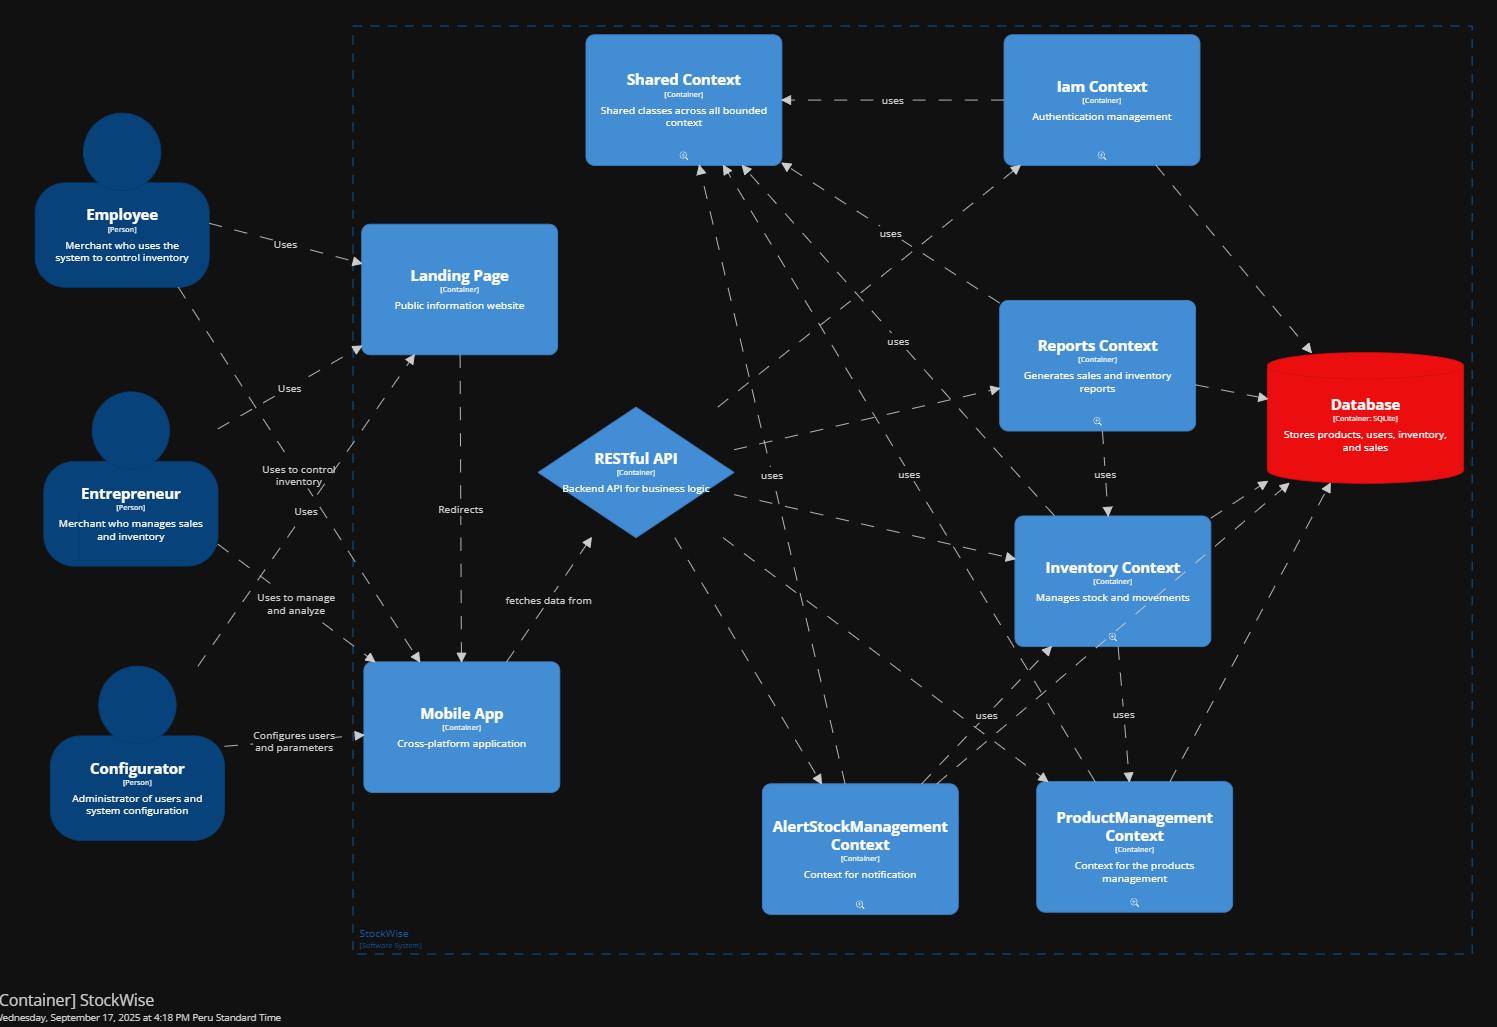 Shared Context
[Container]
Shared classes across all bounded
context
uses
Iam Context
[Container]
Authentication management
Employee
[Person]
Merchant who uses the
system to control inventory
Uses
Landing Page
[Container]
Public information website
uses
uses
Reports Context
[Container]
Generates sales and inventory
reports
Database
[Container: SQLite]
Stores products, users, inventory,
and sales
Uses
Entrepreneur
[Person]
Merchant who manages sales
and inventory
Uses to control
inventory
Uses
Redirects
RESTful API
[Container]
Backend API for business logic
uses
uses
uses
Inventory Context
[Container]
Manages stock and movements
Uses to manage
and analyze
fetches data from
Configurator
[Person]
Administrator of users and
system configuration
Configures users
and parameters
Mobile App
[Container]
Cross-platform application
uses
uses
AlertStockManagement
Context
[Container]
Context for notification
ProductManagement
Context
[Container]
Context for the products
management
StockWise
[Software System]
Container] StockWise
Wednesday, September 17, 2025 at 4:18 PM Peru Standard Time